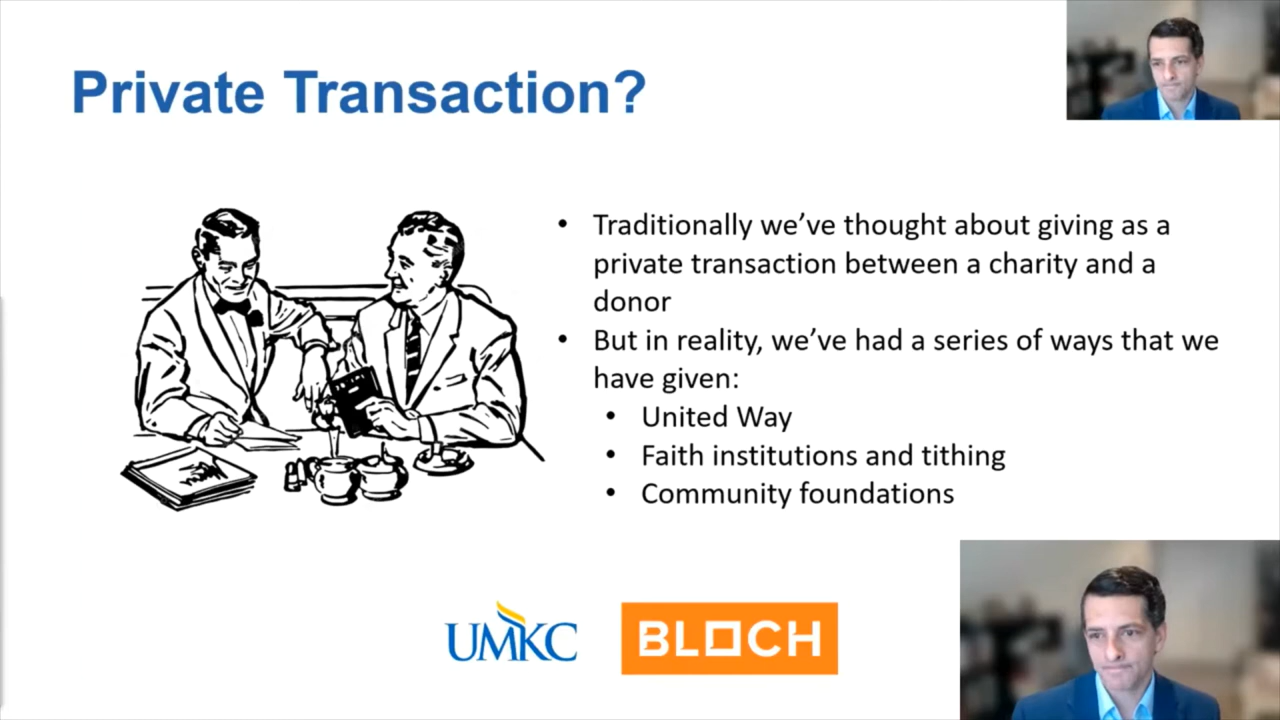 Private Transaction?
• Traditionally we’ve thought about giving as a
private transaction between a charity and a
donor
• But in reality, we’ve had a series of ways that we
have given:
• United Way
• Faith institutions and tithing
• Community foundations
UMKC
BLOCH